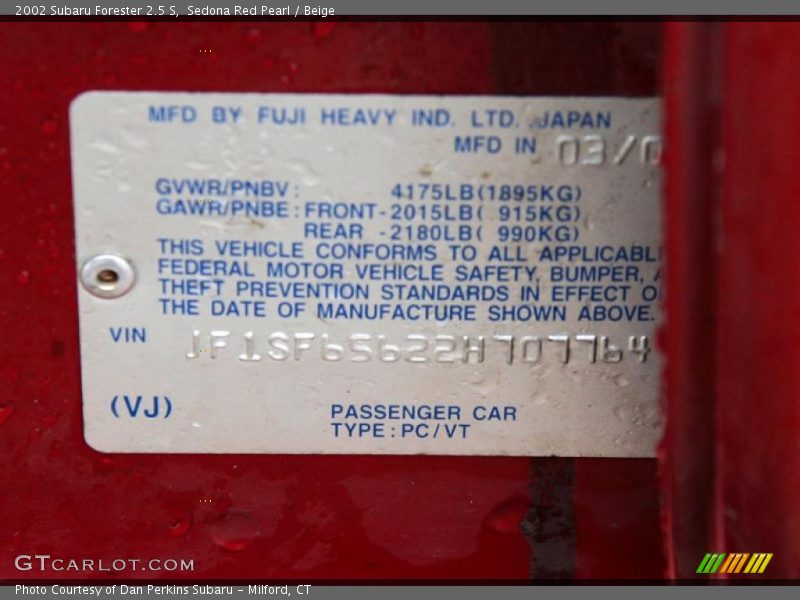 2002 Subaru Forester 2.5 S, Sedona Red Pearl / Beige
MFD BY FUJI HEAVY IND. LTD. JAPAN
MFD IN 03/0
GVWR/PNBV: 4175LB(1895KG)
GAWR/PNBE: FRONT-2015LB( 915KG)
REAR -2180LB( 990KG)
THIS VEHICLE CONFORMS TO ALL APPLICABL
FEDERAL MOTOR VEHICLE SAFETY, BUMPER, A
THEFT PREVENTION STANDARDS IN EFFECT O
THE DATE OF MANUFACTURE SHOWN ABOVE.
VIN JF1SF65622H707764
(VJ) PASSENGER CAR
TYPE:PC/VT
GTCARLOT.COM
Photo Courtesy of Dan Perkins Subaru - Milford, CT